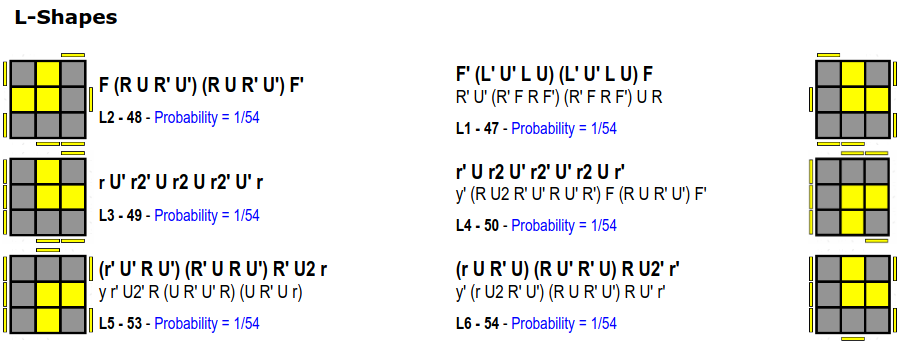 L-Shapes
F (R U R' U') (R U R' U') F'
L2 - 48 - Probability = 1/54
F' (L' U' L U) (L' U' L U) F
R' U' (R' F R F') (R' F R F') U R
L1 - 47 - Probability = 1/54
r U' r2' U r2 U r2' U' r
L3 - 49 - Probability = 1/54
r' U r2 U' r2' U' r2 U r'
y' (R U2 R' U' R U' R') F (R U R' U') F'
L4 - 50 - Probability = 1/54
(r' U' R U') (R' U R U') R' U2 r
y r' U2' R (U R' U' R) (U R' U r)
L5 - 53 - Probability = 1/54
(r U R' U) (R U' R' U) R U2' r'
y' (r U2 R' U') (R U R' U') R U' r'
L6 - 54 - Probability = 1/54